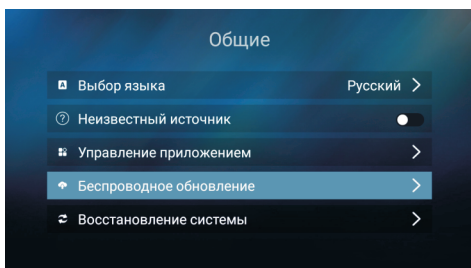 Общие
Выбор языка Русский
Неизвестный источник
Управление приложением
Беспроводное обновление
Восстановление системы